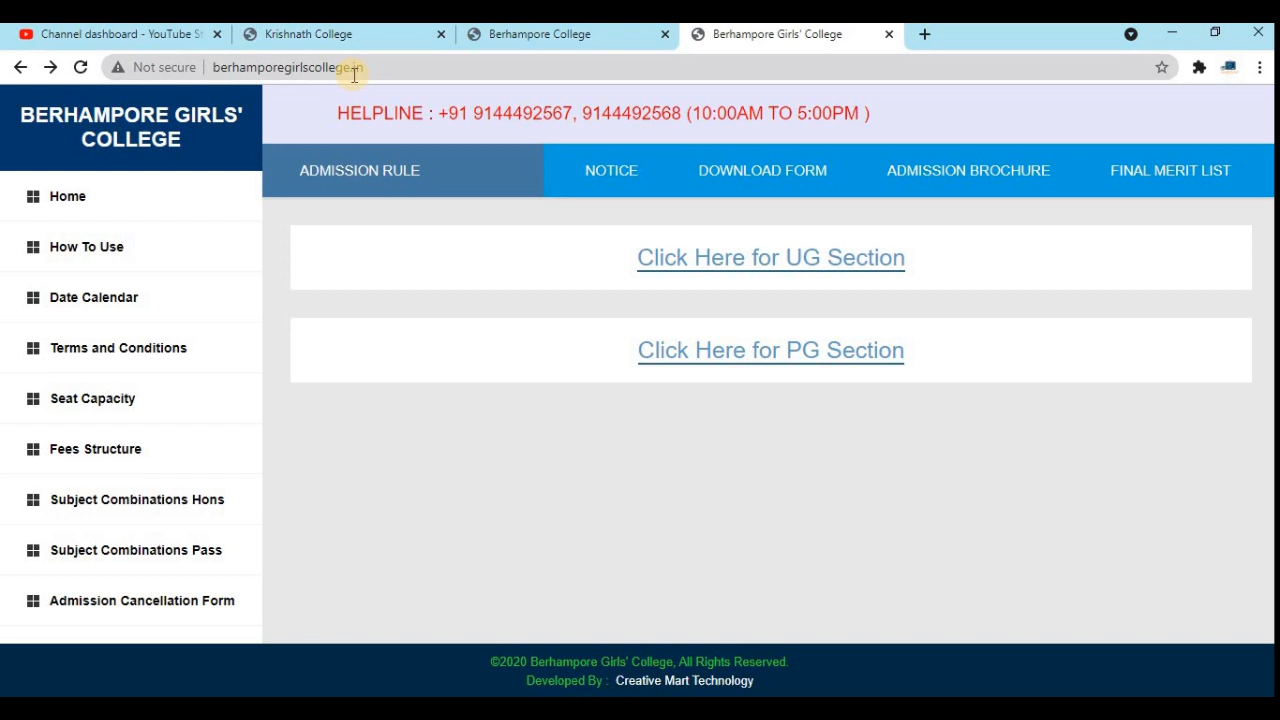 Channel dashboard - YouTube St
Krishnath College
Berhampore College
Berhampore Girls' College
Not secure
berhamporegirlscollege.in
BERHAMPORE GIRLS'
COLLEGE
HELPLINE : +91 9144492567, 9144492568 (10:00AM TO 5:00PM )
ADMISSION RULE
NOTICE
DOWNLOAD FORM
ADMISSION BROCHURE
FINAL MERIT LIST
Home
How To Use
Date Calendar
Terms and Conditions
Seat Capacity
Fees Structure
Subject Combinations Hons
Subject Combinations Pass
Admission Cancellation Form
Click Here for UG Section
Click Here for PG Section
©2020 Berhampore Girls' College, All Rights Reserved.
Developed By : Creative Mart Technology